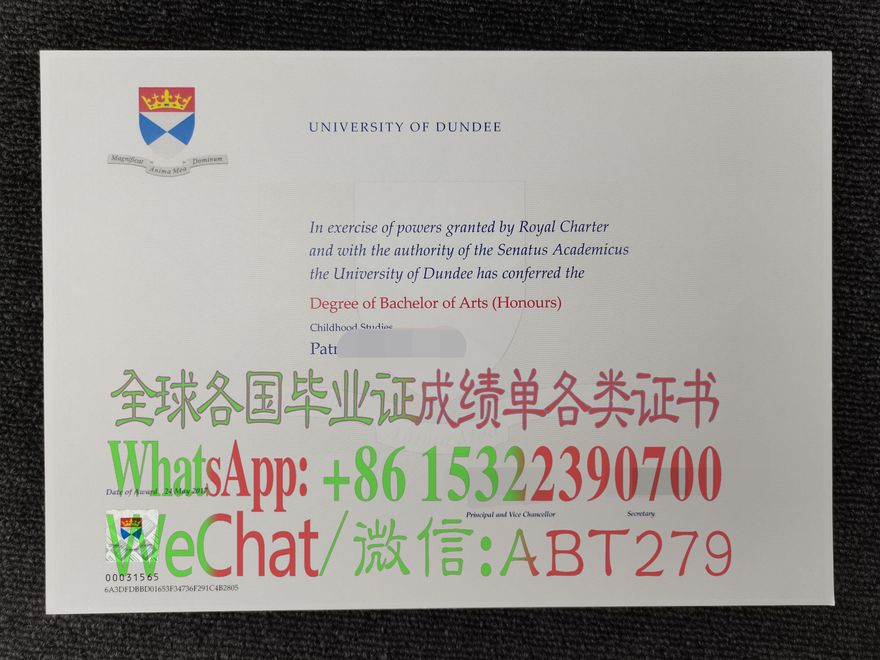 UNIVERSITY OF DUNDEE
Magnificat Anima Mea Dominum
In exercise of powers granted by Royal Charter
and with the authority of the Senatus Academicus
the University of Dundee has conferred the
Degree of Bachelor of Arts (Honours)
Childhood Studies
全球各国毕业证成绩单各类证书
WhatsApp: +86 15322390700
Date of Award, 24 May 2017
Principal and Vice Chancellor
Secretary
WeChat/微信:ABT279
00031565
6A3DFDBBD01653F34736F291C4B2805